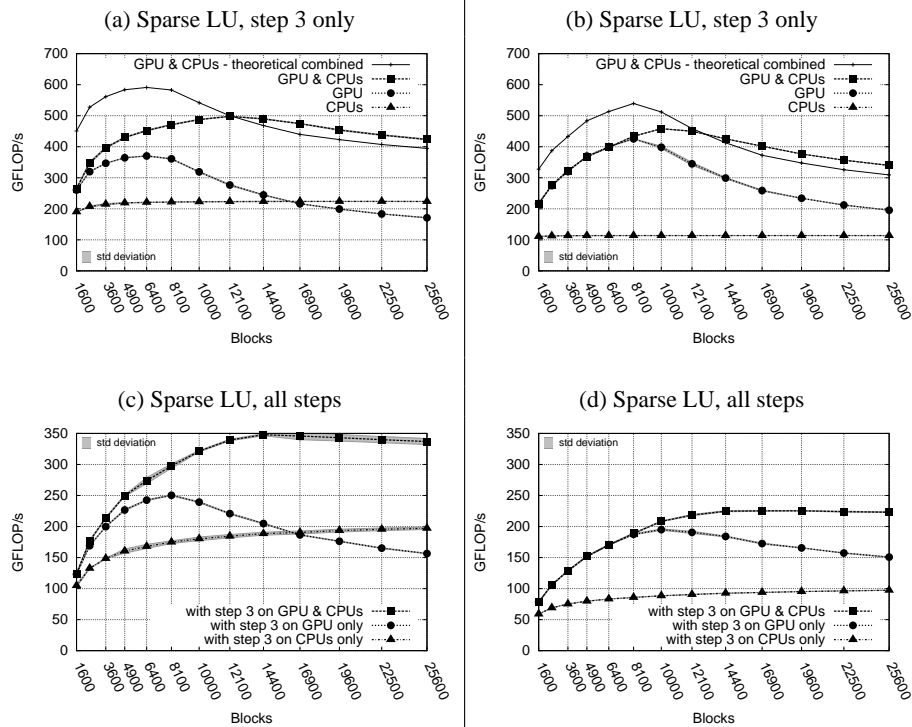 (a) Sparse LU, step 3 only
700
600
500
400
300
200
100
0
GFLOP/s
GPU & CPUs - theoretical combined
GPU & CPUs
GPU
CPUs
std deviation
1600
3600
4900
6400
8100
10000
12100
14400
16900
19600
22500
25600
Blocks
(b) Sparse LU, step 3 only
700
600
500
400
300
200
100
0
GFLOP/s
GPU & CPUs - theoretical combined
GPU & CPUs
GPU
CPUs
std deviation
1600
3600
4900
6400
8100
10000
12100
14400
16900
19600
22500
25600
Blocks
(c) Sparse LU, all steps
350
300
250
200
150
100
50
0
GFLOP/s
std deviation
with step 3 on GPU & CPUs
with step 3 on GPU only
with step 3 on CPUs only
1600
3600
4900
6400
8100
10000
12100
14400
16900
19600
22500
25600
Blocks
(d) Sparse LU, all steps
350
300
250
200
150
100
50
0
GFLOP/s
std deviation
with step 3 on GPU & CPUs
with step 3 on GPU only
with step 3 on CPUs only
1600
3600
4900
6400
8100
10000
12100
14400
16900
19600
22500
25600
Blocks